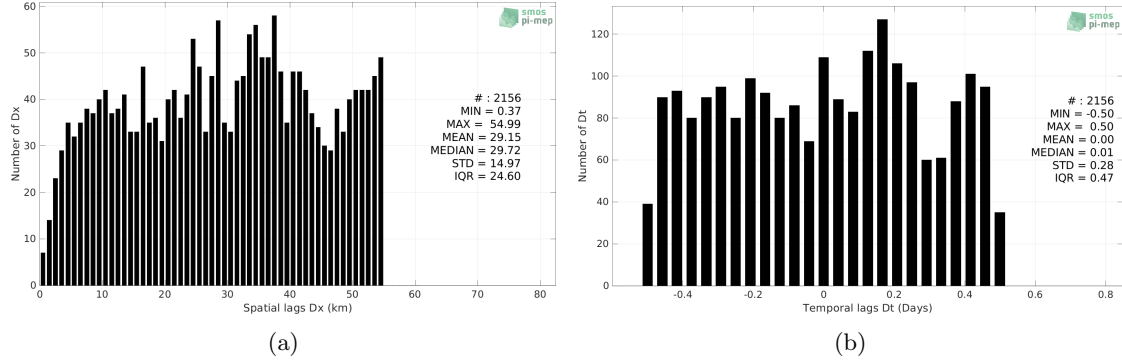 60
50
40
30
20
10
0
Number of Dx
0 10 20 30 40 50 60 70 80
Spatial lags Dx (km)
smos
pi-mep
# : 2156
MIN = 0.37
MAX = 54.99
MEAN = 29.15
MEDIAN = 29.72
STD = 14.97
IQR = 24.60
(a)
120
100
80
60
40
20
0
Number of Dt
-0.4 -0.2 0 0.2 0.4 0.6 0.8
Temporal lags Dt (Days)
smos
pi-mep
# : 2156
MIN = -0.50
MAX = 0.50
MEAN = 0.00
MEDIAN = 0.01
STD = 0.28
IQR = 0.47
(b)